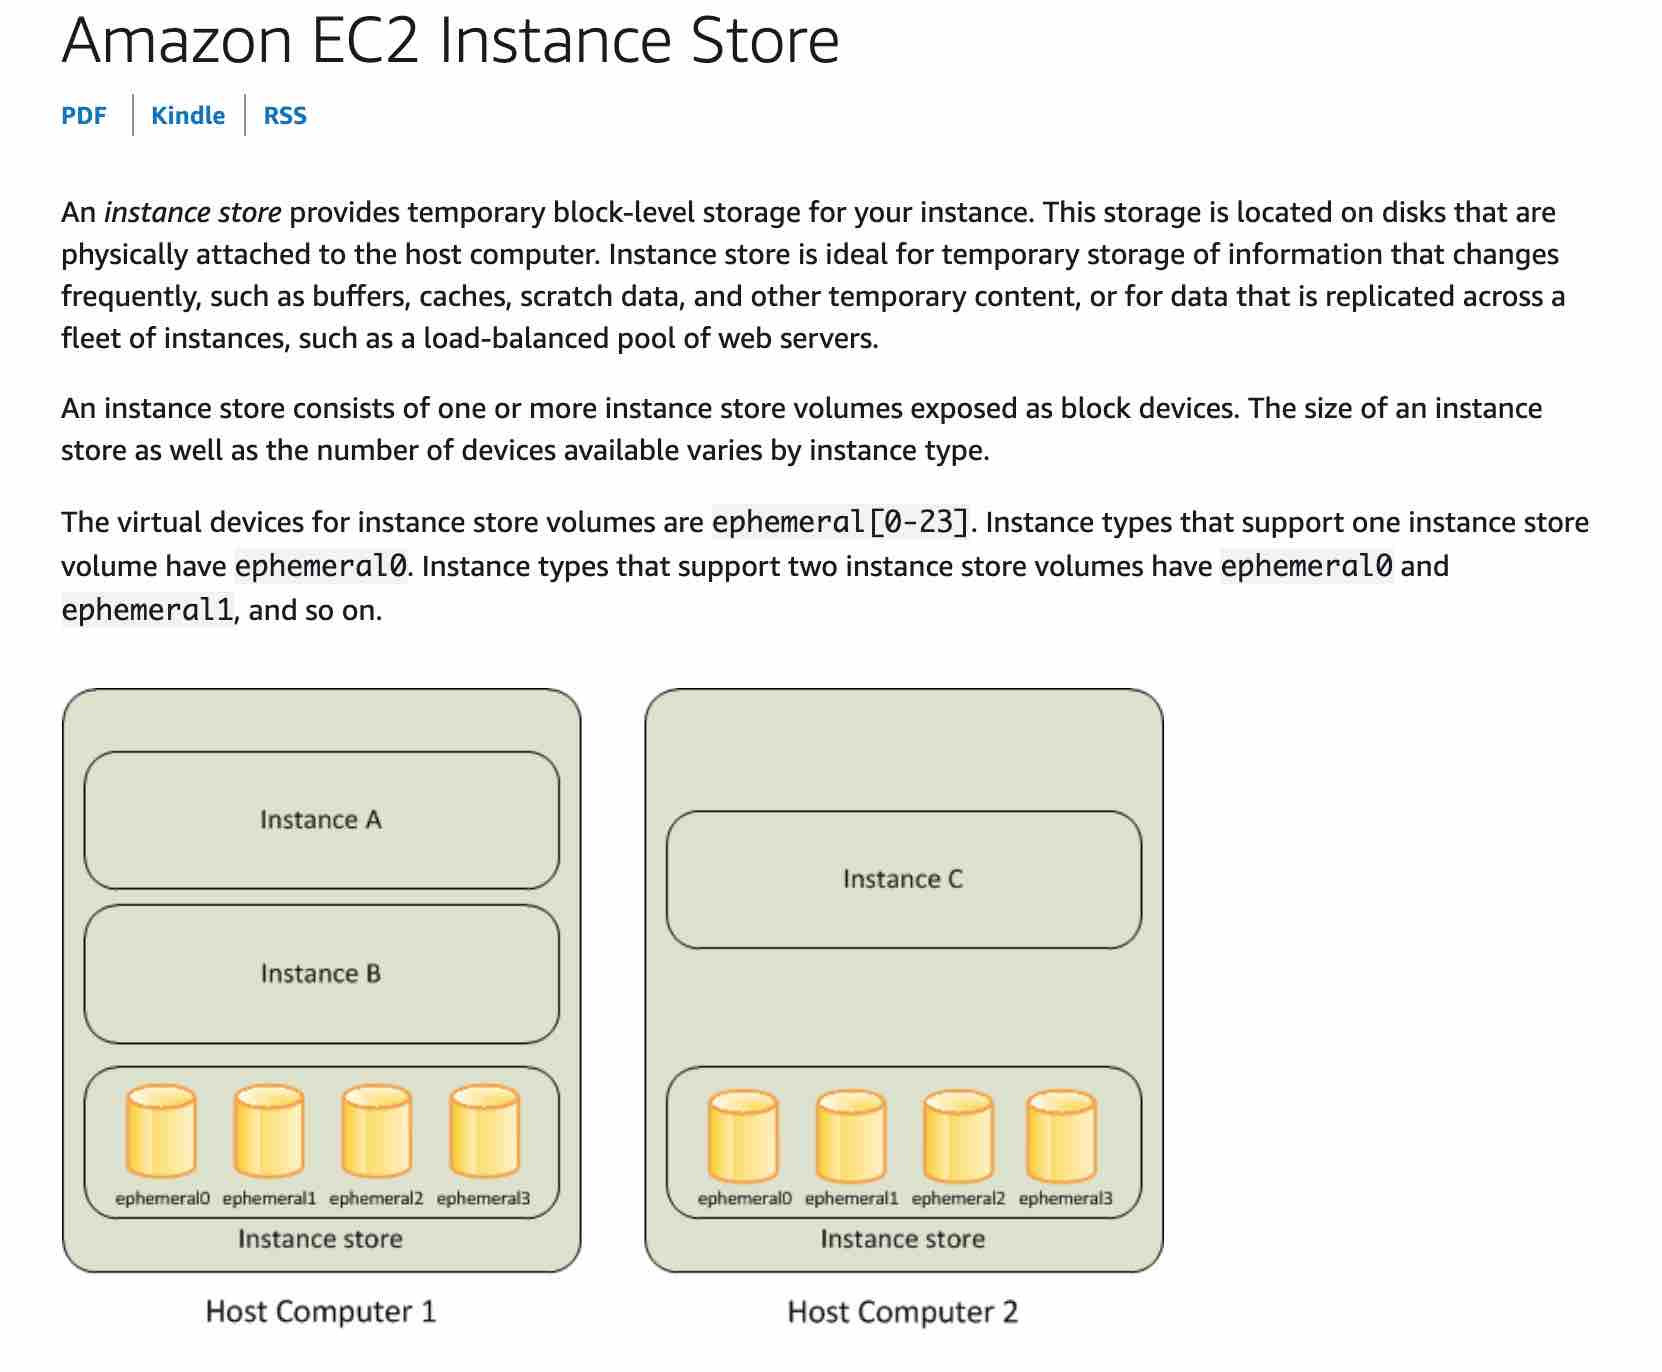 Amazon EC2 Instance Store
PDF Kindle RSS
An instance store provides temporary block-level storage for your instance. This storage is located on disks that are
physically attached to the host computer. Instance store is ideal for temporary storage of information that changes
frequently, such as buffers, caches, scratch data, and other temporary content, or for data that is replicated across a
fleet of instances, such as a load-balanced pool of web servers.
An instance store consists of one or more instance store volumes exposed as block devices. The size of an instance
store as well as the number of devices available varies by instance type.
The virtual devices for instance store volumes are ephemeral[0-23]. Instance types that support one instance store
volume have ephemeral0. Instance types that support two instance store volumes have ephemeral0 and
ephemeral1, and so on.
Instance A
Instance B
ephemeral0 ephemeral1 ephemeral2 ephemeral3
Instance store
Host Computer 1
Instance C
ephemeral0 ephemeral1 ephemeral2 ephemeral3
Instance store
Host Computer 2